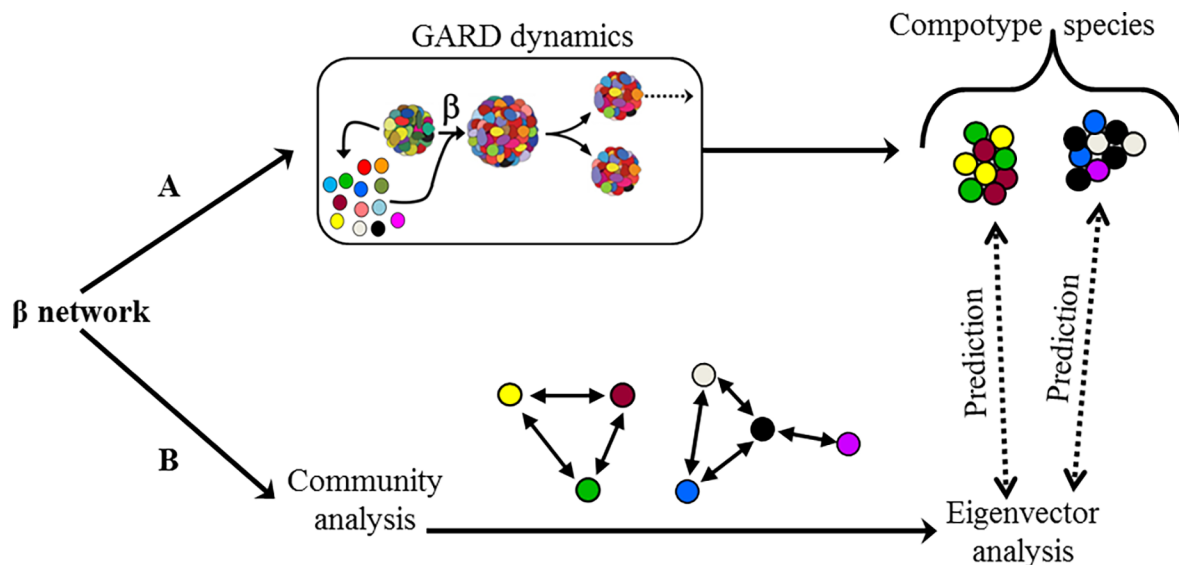 GARD dynamics
Compotype species
β
A
β network
B
Prediction
Prediction
Community
analysis
Eigenvector
analysis